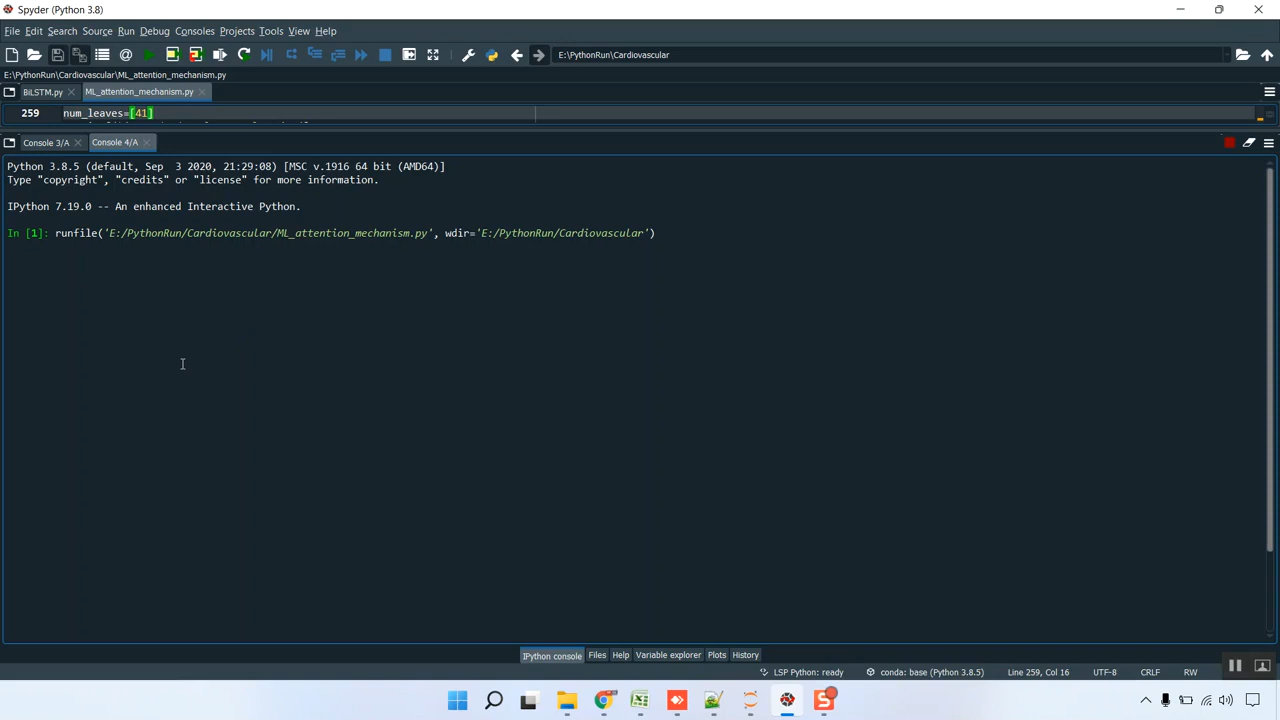 Spyder (Python 3.8)
File Edit Search Source Run Debug Consoles Projects Tools View Help
E:\PythonRun\Cardiovascular
E:\PythonRun\Cardiovascular\ML_attention_mechanism.py
BiLSTM.py ML_attention_mechanism.py
259 num_leaves=[41]
Console 3/A Console 4/A
Python 3.8.5 (default, Sep 3 2020, 21:29:08) [MSC v.1916 64 bit (AMD64)]
Type "copyright", "credits" or "license" for more information.
IPython 7.19.0 -- An enhanced Interactive Python.
In [1]: runfile('E:/PythonRun/Cardiovascular/ML_attention_mechanism.py', wdir='E:/PythonRun/Cardiovascular')
IPython console Files Help Variable explorer Plots History
LSP Python: ready conda: base (Python 3.8.5) Line 259, Col 16 UTF-8 CRLF RW